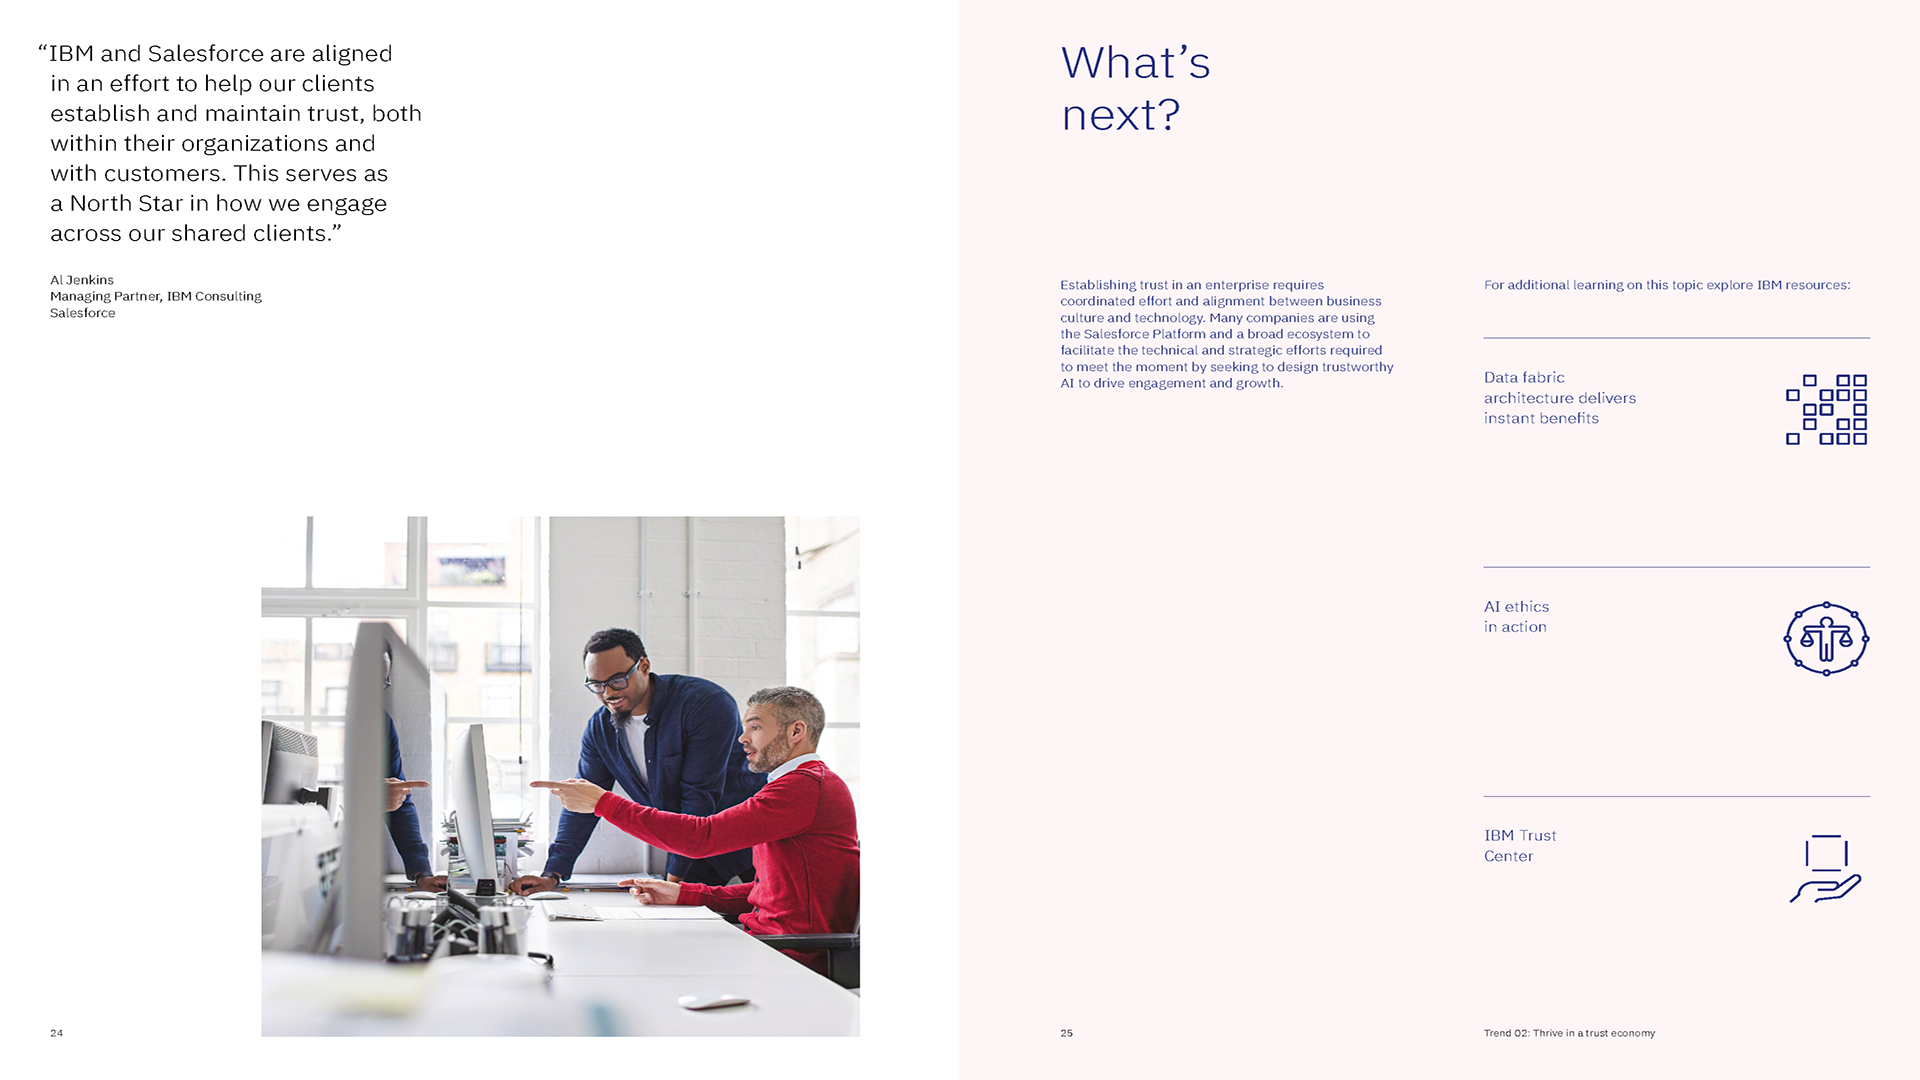 “IBM and Salesforce are aligned
in an effort to help our clients
establish and maintain trust, both
within their organizations and
with customers. This serves as
a North Star in how we engage
across our shared clients.”
Al Jenkins
Managing Partner, IBM Consulting
Salesforce
24
What’s
next?
Establishing trust in an enterprise requires
coordinated effort and alignment between business
culture and technology. Many companies are using
the Salesforce Platform and a broad ecosystem to
facilitate the technical and strategic efforts required
to meet the moment by seeking to design trustworthy
AI to drive engagement and growth.
For additional learning on this topic explore IBM resources:
Data fabric
architecture delivers
instant benefits
AI ethics
in action
IBM Trust
Center
25
Trend 02: Thrive in a trust economy